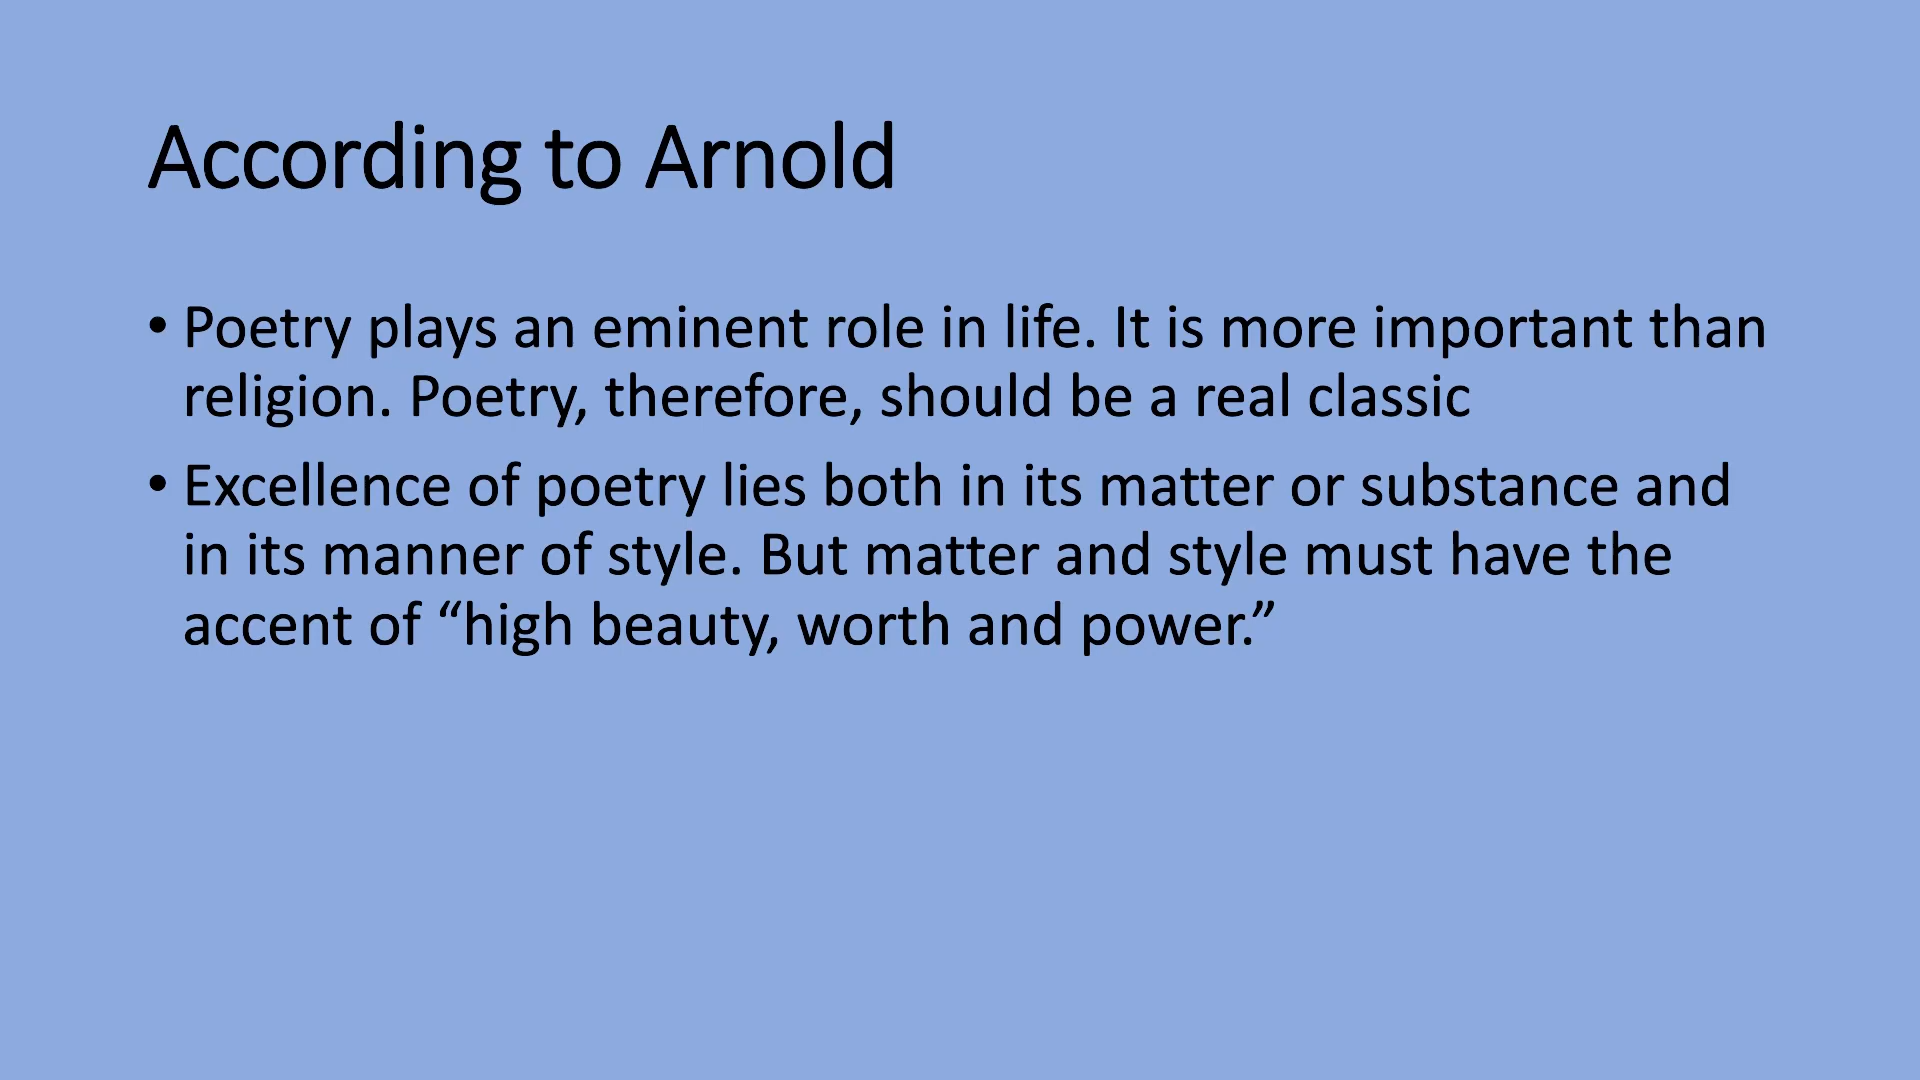 According to Arnold
• Poetry plays an eminent role in life. It is more important than
religion. Poetry, therefore, should be a real classic
• Excellence of poetry lies both in its matter or substance and
in its manner of style. But matter and style must have the
accent of “high beauty, worth and power.”